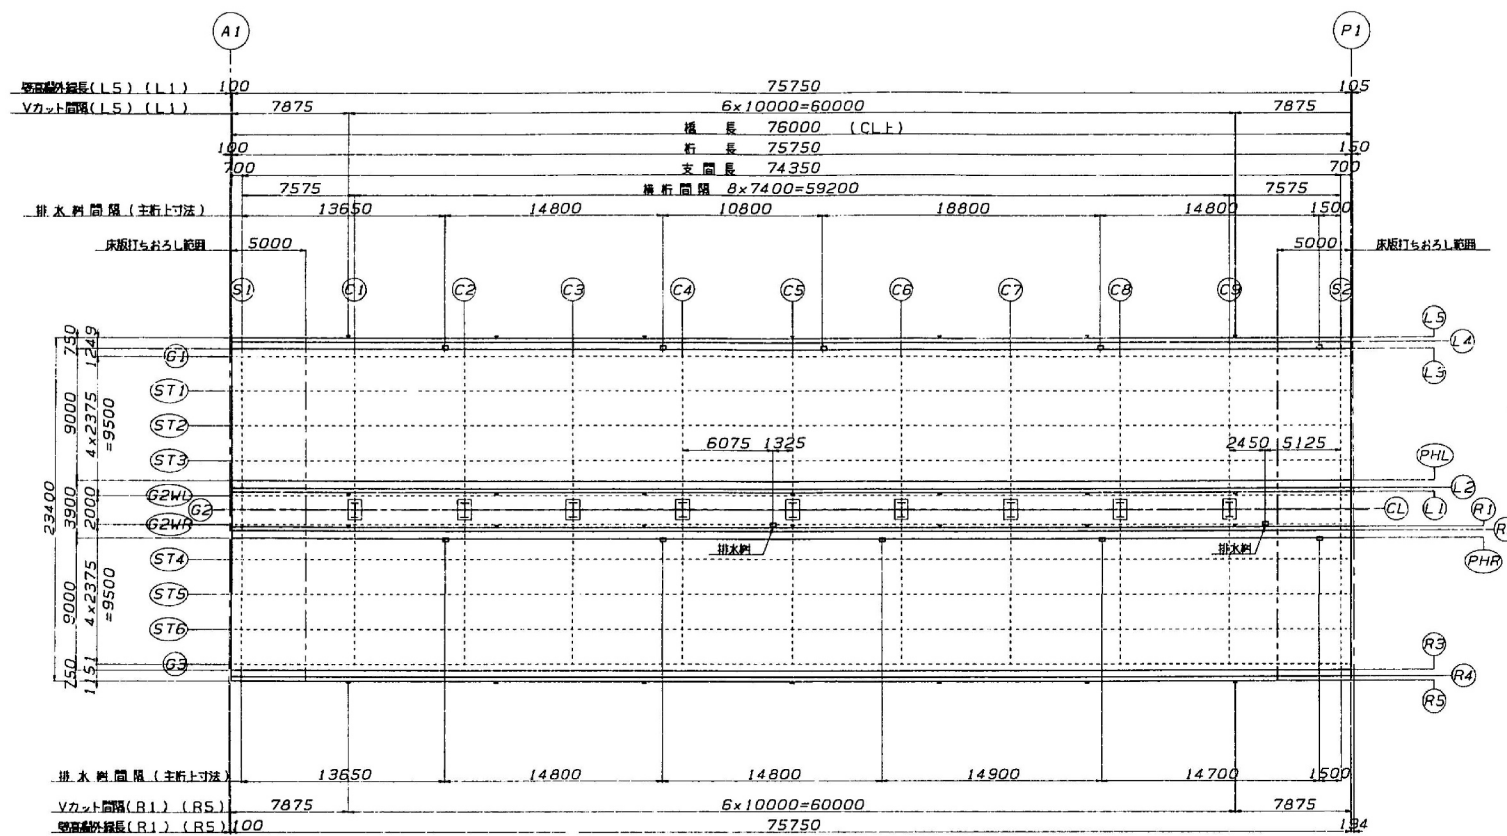 A1
P1
壁高欄外縁長(L5) (L1) 100 75750 105
Vカット間隔(L5) (L1) 7875 6x10000=60000 7875
橋 長 76000 (CL上)
100 桁 長 75750 150
700 支 間 長 74350 700
7575 横 桁 間 隔 8x7400=59200 7575
排 水 桝 間 隔 (主桁上寸法) 13650 14800 10800 18800 14800 1500
床版打ちおろし範囲 5000 5000 床版打ちおろし範囲
S1 C1 C2 C3 C4 C5 C6 C7 C8 C9 S2
750 1249 L5
L4
G1
L3
ST1
9000 4x2375 =9500
ST2
6075 1325 2450 5125
ST3
PHL
G2WL L2
23400 3900 2000 G2 CL L1 R1
G2WR R
排水桝 排水桝
ST4 PHR
ST5
9000 4x2375 =9500
ST6
R3
G3
750 1151 R4
R5
排 水 桝 間 隔 (主桁上寸法) 13650 14800 14800 14900 14700 1500
Vカット間隔(R1) (R5) 7875 6x10000=60000 7875
壁高欄外縁長(R1) (R5) 100 75750 194